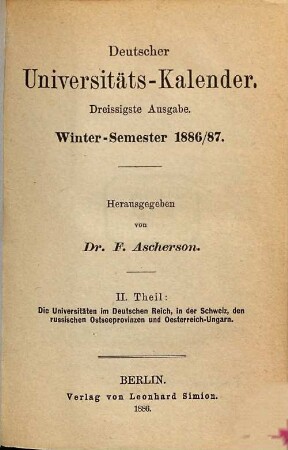 Deutscher
Universitäts-Kalender.
Dreissigste Ausgabe.
Winter-Semester 1886/87.
Herausgegeben
von
Dr. F. Ascherson.
II. Theil:
Die Universitäten im Deutschen Reich, in der Schweiz, den
russischen Ostseeprovinzen und Oesterreich-Ungarn.
BERLIN.
Verlag von Leonhard Simion.
1886.